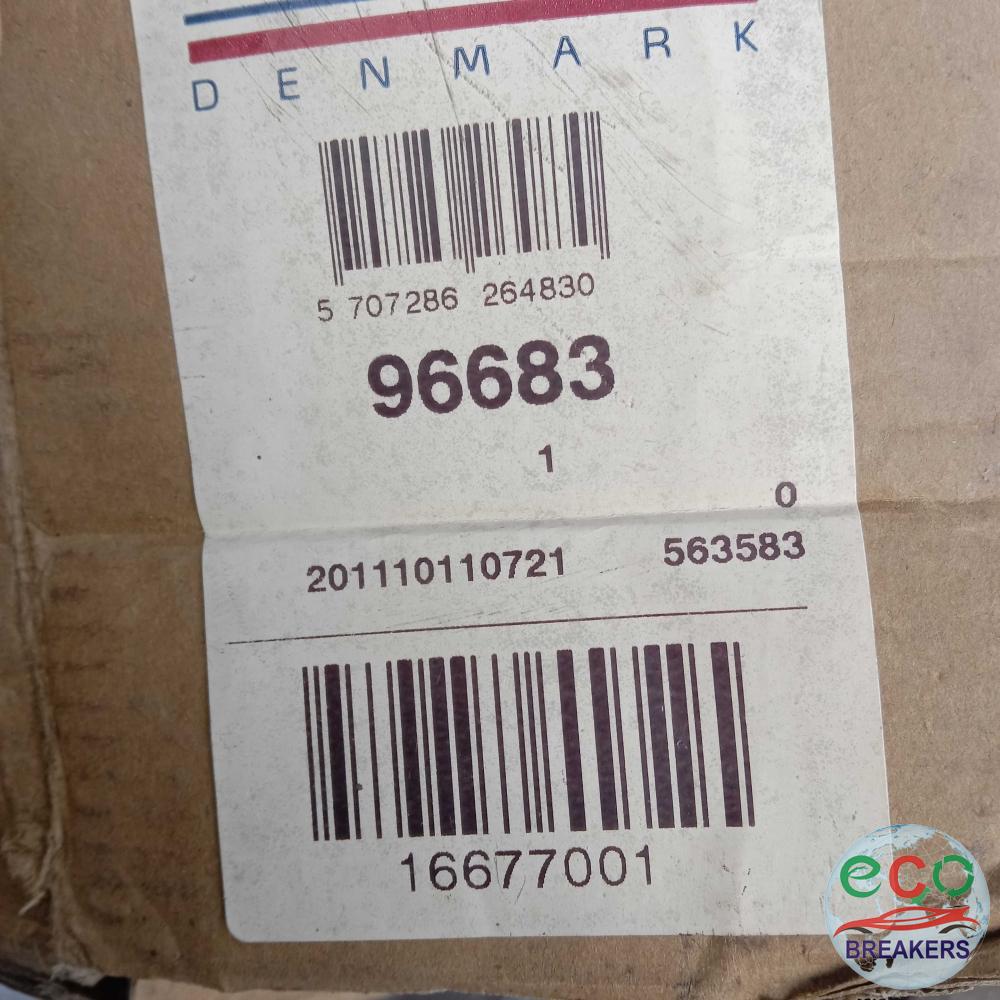 DENMARK
5 707286 264830
96683
1
0
201110110721 563583
16677001
eco
BREAKERS